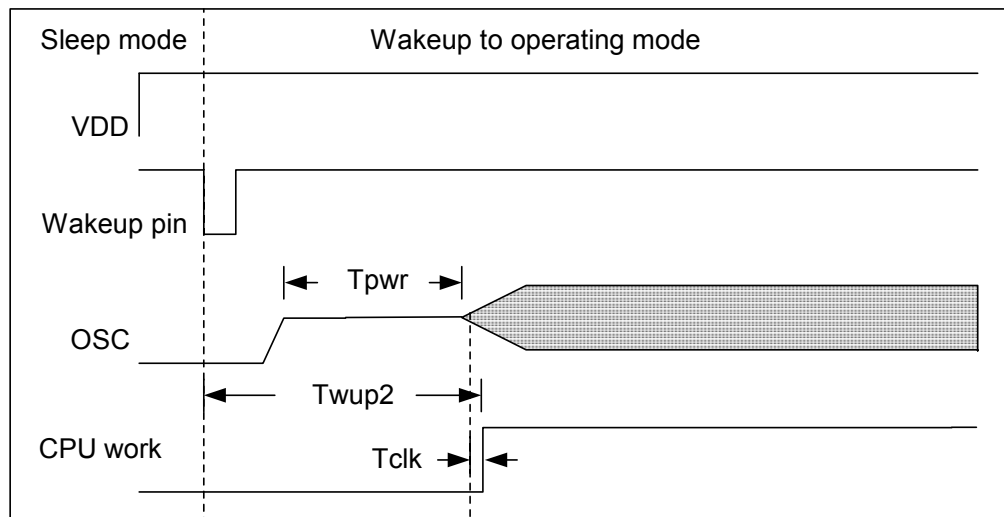 Sleep mode
Wakeup to operating mode
VDD
Wakeup pin
Tpwr
OSC
Twup2
CPU work
Tclk